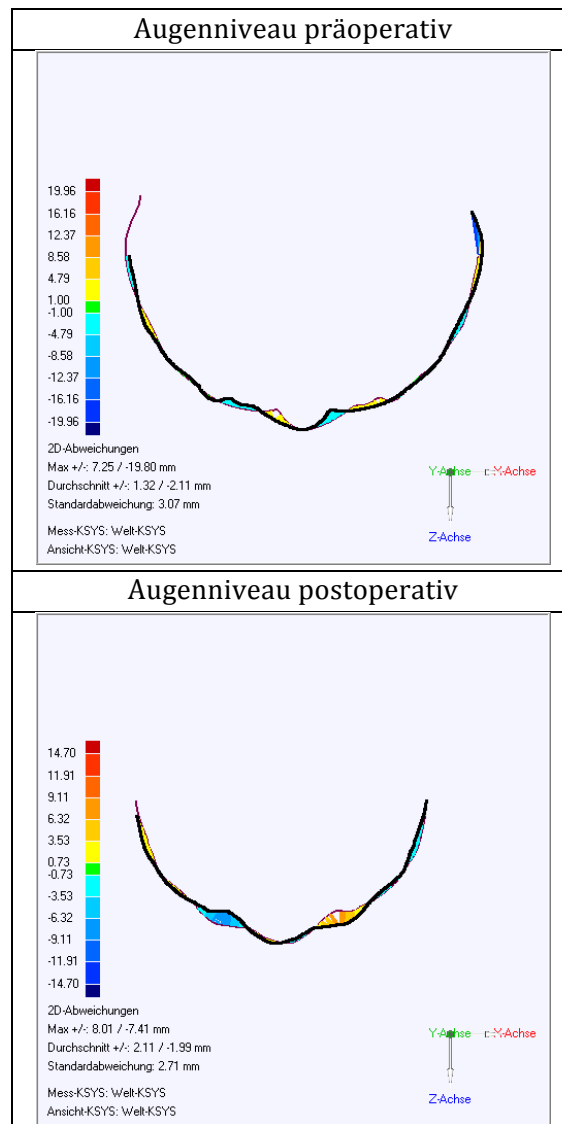 Augenniveau präoperativ
19.96
16.16
12.37
8.58
4.79
1.00
-1.00
-4.79
-8.58
-12.37
-16.16
-19.96
2D-Abweichungen
Max +/-: 7.25 / -19.80 mm
Durchschnitt +/-: 1.32 / -2.11 mm
Standardabweichung: 3.07 mm
Mess-KSYS: Welt-KSYS
Ansicht-KSYS: Welt-KSYS
Y-Achse X-Achse
Z-Achse
Augenniveau postoperativ
14.70
11.91
9.11
6.32
3.53
0.73
-0.73
-3.53
-6.32
-9.11
-11.91
-14.70
2D-Abweichungen
Max +/-: 8.01 / -7.41 mm
Durchschnitt +/-: 2.11 / -1.99 mm
Standardabweichung: 2.71 mm
Mess-KSYS: Welt-KSYS
Ansicht-KSYS: Welt-KSYS
Y-Achse X-Achse
Z-Achse